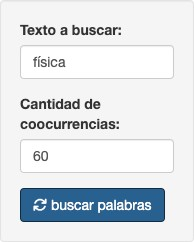 Texto a buscar:
física
Cantidad de
coocurrencias:
60
buscar palabras